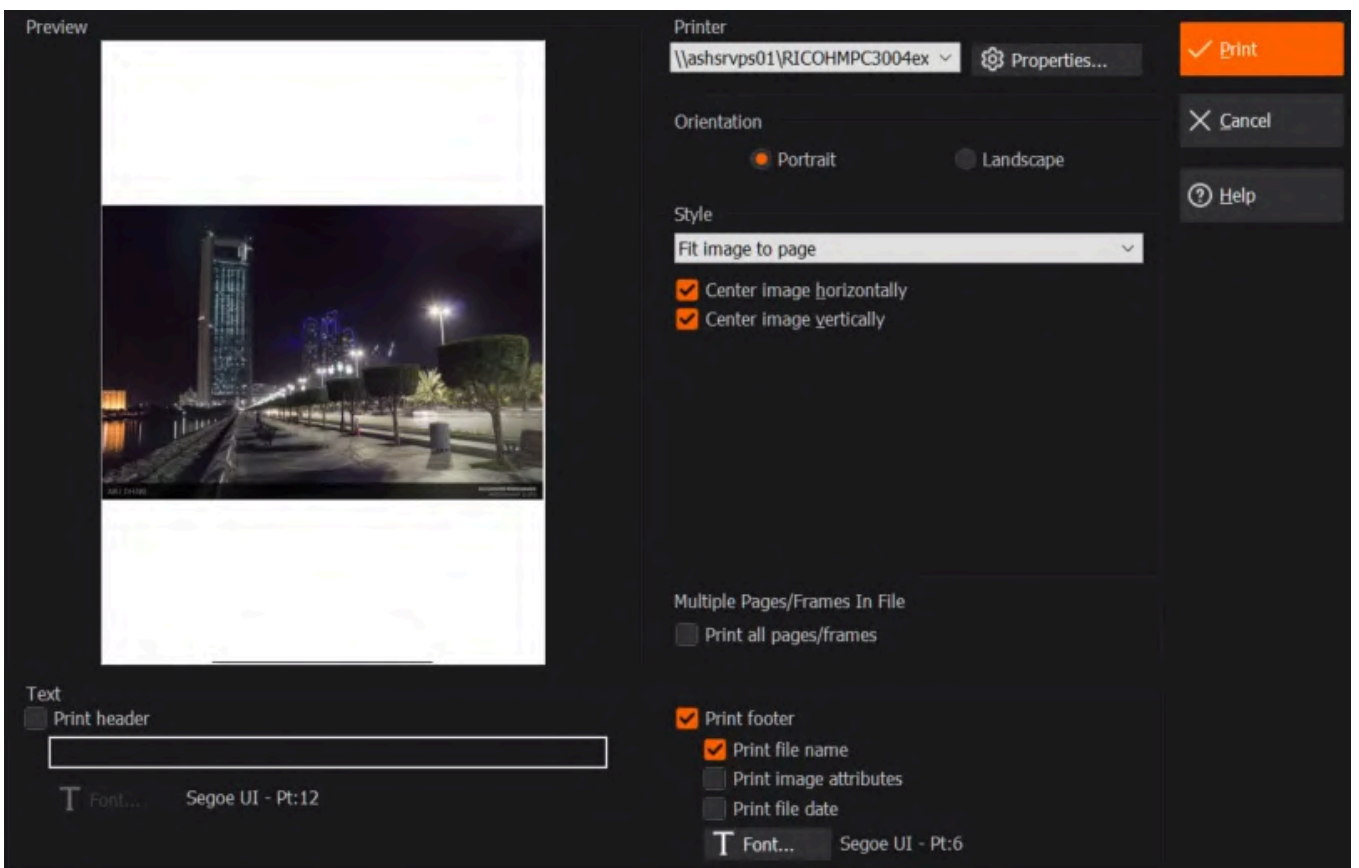 Preview
Printer
\\ashsrvps01\RICOHMPC3004ex
Properties...
Print
Orientation
Cancel
Portrait
Landscape
Help
Style
Fit image to page
Center image horizontally
Center image vertically
Multiple Pages/Frames In File
Print all pages/frames
Text
Print header
Font...
Segoe UI - Pt:12
Print footer
Print file name
Print image attributes
Print file date
Font...
Segoe UI - Pt:6